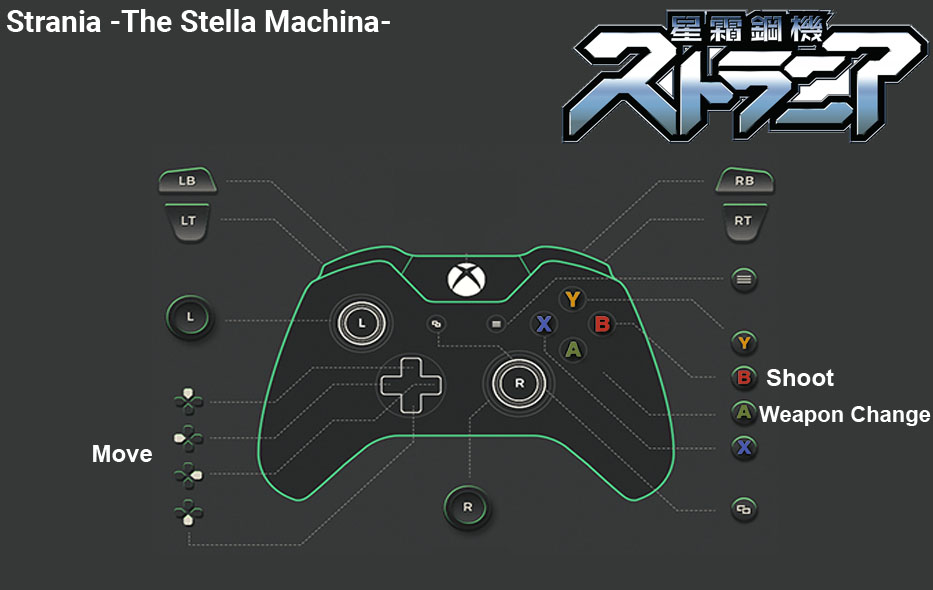 Strania -The Stella Machina-
星霜鋼機
ストラニア
LB
RB
LT
RT
Y
L
L
X
B
Y
A
R
B
Shoot
A
Weapon Change
Move
X
R